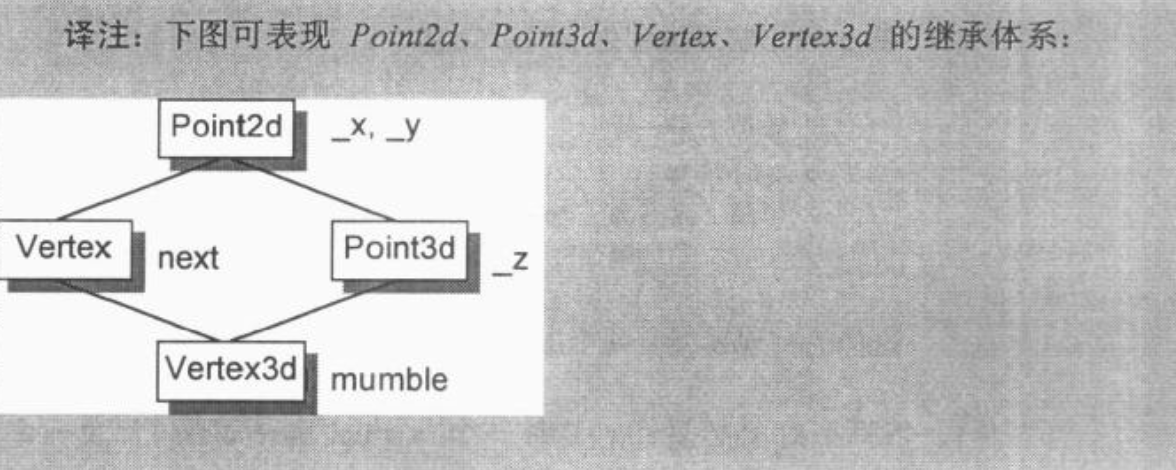 译注：下图可表现 Point2d、Point3d、Vertex、Vertex3d 的继承体系：
Point2d _x, _y
Vertex next Point3d _z
Vertex3d mumble